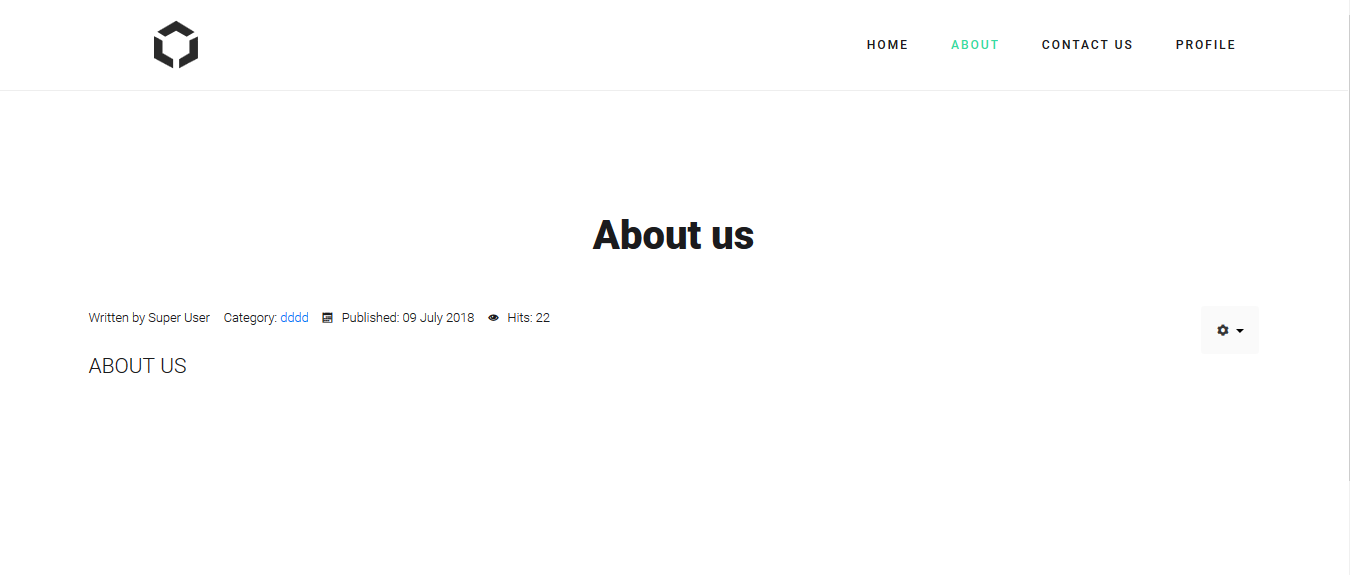 HOME ABOUT CONTACT US PROFILE
About us
Written by Super User Category: dddd Published: 09 July 2018 Hits: 22
ABOUT US